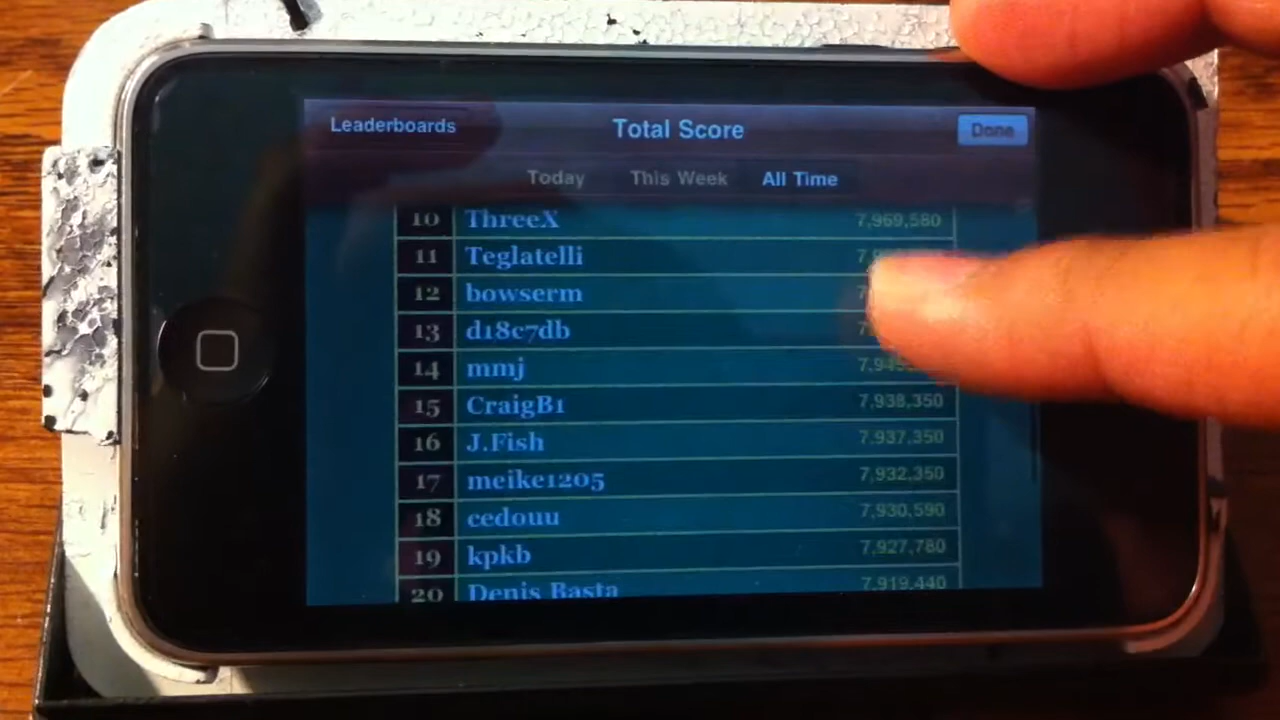 Leaderboards Total Score Done
Today This Week All Time
10 ThreeX 7,969,580
11 Teglatelli
12 bowserm
13 d18c7db
14 mmj
15 CraigB1 7,938,350
16 J.Fish 7,937,350
17 meike1205 7,932,350
18 cedouu 7,930,590
19 kpkb 7,927,780
20 Denis Basta 7,919,440